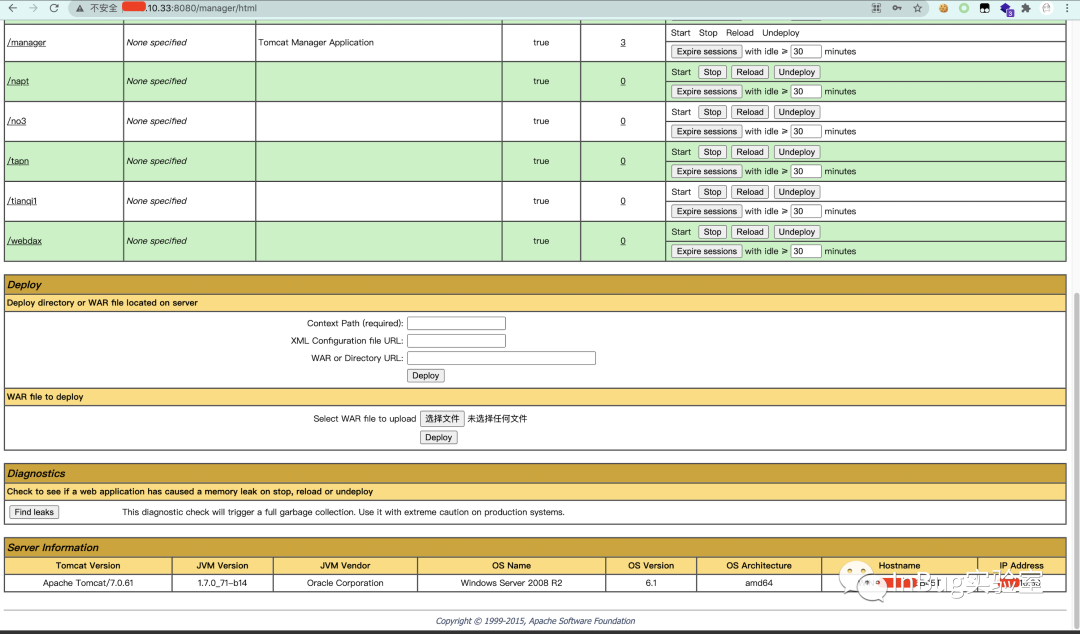 不安全 .10.33:8080/manager/html
/manager None specified Tomcat Manager Application true 3 Start Stop Reload Undeploy
Expire sessions with idle ≥ 30 minutes
/napt None specified true 0 Start Stop Reload Undeploy
Expire sessions with idle ≥ 30 minutes
/no3 None specified true 0 Start Stop Reload Undeploy
Expire sessions with idle ≥ 30 minutes
/tapn None specified true 0 Start Stop Reload Undeploy
Expire sessions with idle ≥ 30 minutes
/tianqi1 None specified true 0 Start Stop Reload Undeploy
Expire sessions with idle ≥ 30 minutes
/webdax None specified true 0 Start Stop Reload Undeploy
Expire sessions with idle ≥ 30 minutes
Deploy
Deploy directory or WAR file located on server
Context Path (required):
XML Configuration file URL:
WAR or Directory URL:
Deploy
WAR file to deploy
Select WAR file to upload 选择文件 未选择任何文件
Deploy
Diagnostics
Check to see if a web application has caused a memory leak on stop, reload or undeploy
Find leaks This diagnostic check will trigger a full garbage collection. Use it with extreme caution on production systems.
Server Information
Tomcat Version JVM Version JVM Vendor OS Name OS Version OS Architecture Hostname IP Address
Apache Tomcat/7.0.61 1.7.0_71-b14 Oracle Corporation Windows Server 2008 R2 6.1 amd64
InBug实验室
Copyright © 1999-2015, Apache Software Foundation